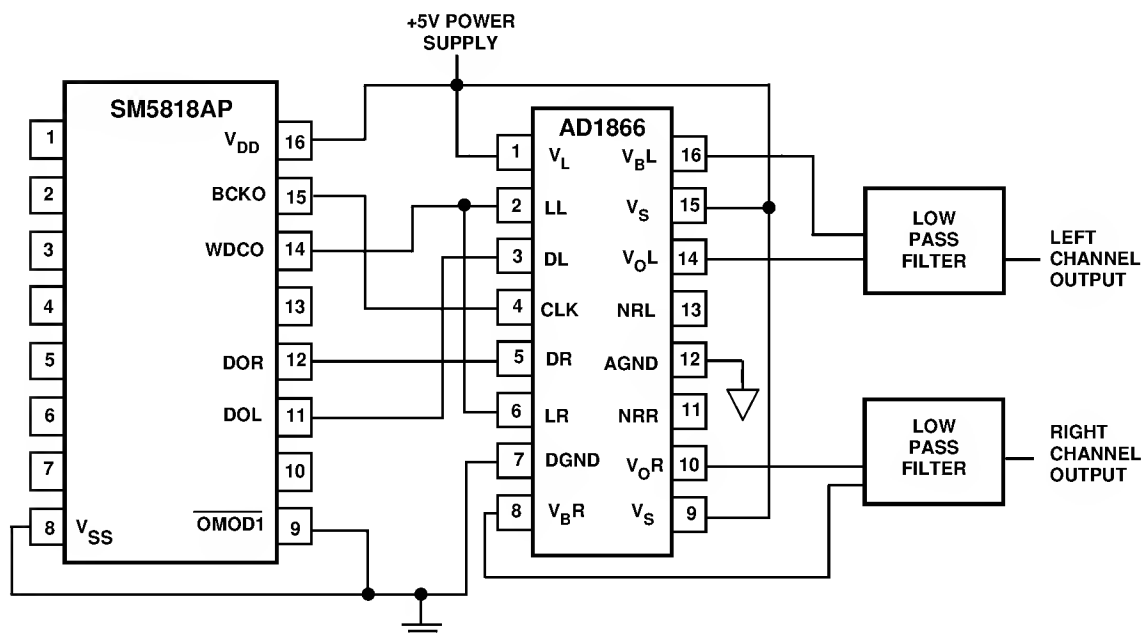 +5V POWER
SUPPLY
SM5818AP
1
2
3
4
5
6
7
8 VSS
VDD 16
BCKO 15
WDCO 14
13
DOR 12
DOL 11
10
OMOD1 9
AD1866
1 VL
2 LL
3 DL
4 CLK
5 DR
6 LR
7 DGND
8 VBR
VBL 16
VS 15
VOL 14
NRL 13
AGND 12
NRR 11
VOR 10
VS 9
LOW
PASS
FILTER
LEFT
CHANNEL
OUTPUT
LOW
PASS
FILTER
RIGHT
CHANNEL
OUTPUT